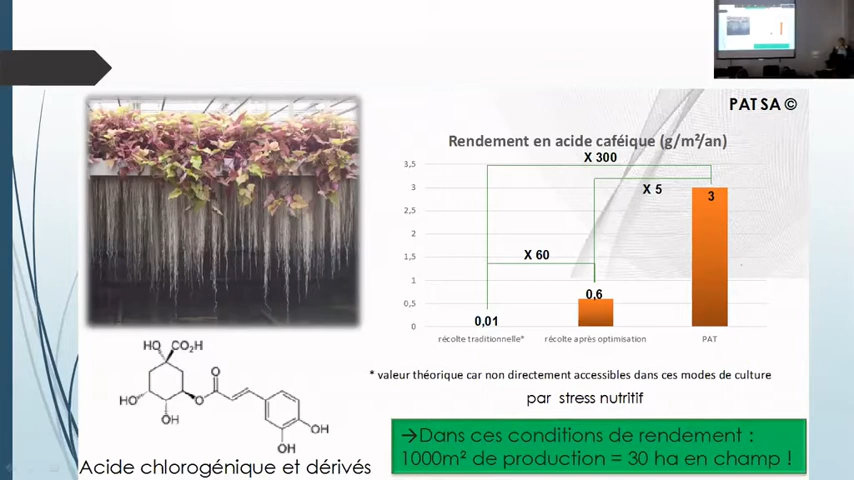 PAT SA ©
Rendement en acide caféique (g/m²/an)
X 300
3,5
3
2,5
2
1,5
1
0,5
0
X 60
X 5
0,01
0,6
3
récolte traditionnelle*
récolte après optimisation
PAT
* valeur théorique car non directement accessibles dans ces modes de culture
par stress nutritif
→Dans ces conditions de rendement :
1000m² de production = 30 ha en champ !
HO
CO₂H
HO
OH
O
O
OH
OH
Acide chlorogénique et dérivés